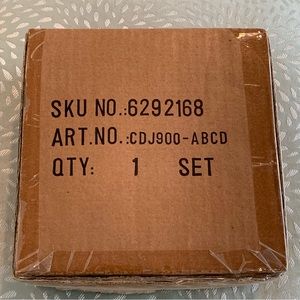 SKU NO.:6292168
ART.NO.:CDJ900-ABCD
QTY: 1 SET